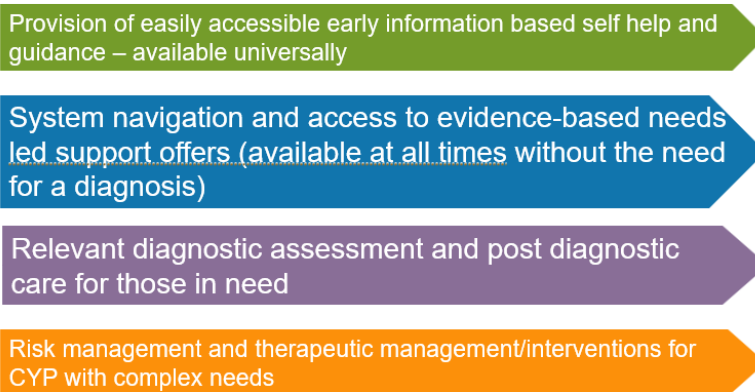 Provision of easily accessible early information based self help and
guidance – available universally
System navigation and access to evidence-based needs
led support offers (available at all times without the need
for a diagnosis)
Relevant diagnostic assessment and post diagnostic
care for those in need
Risk management and therapeutic management/interventions for
CYP with complex needs